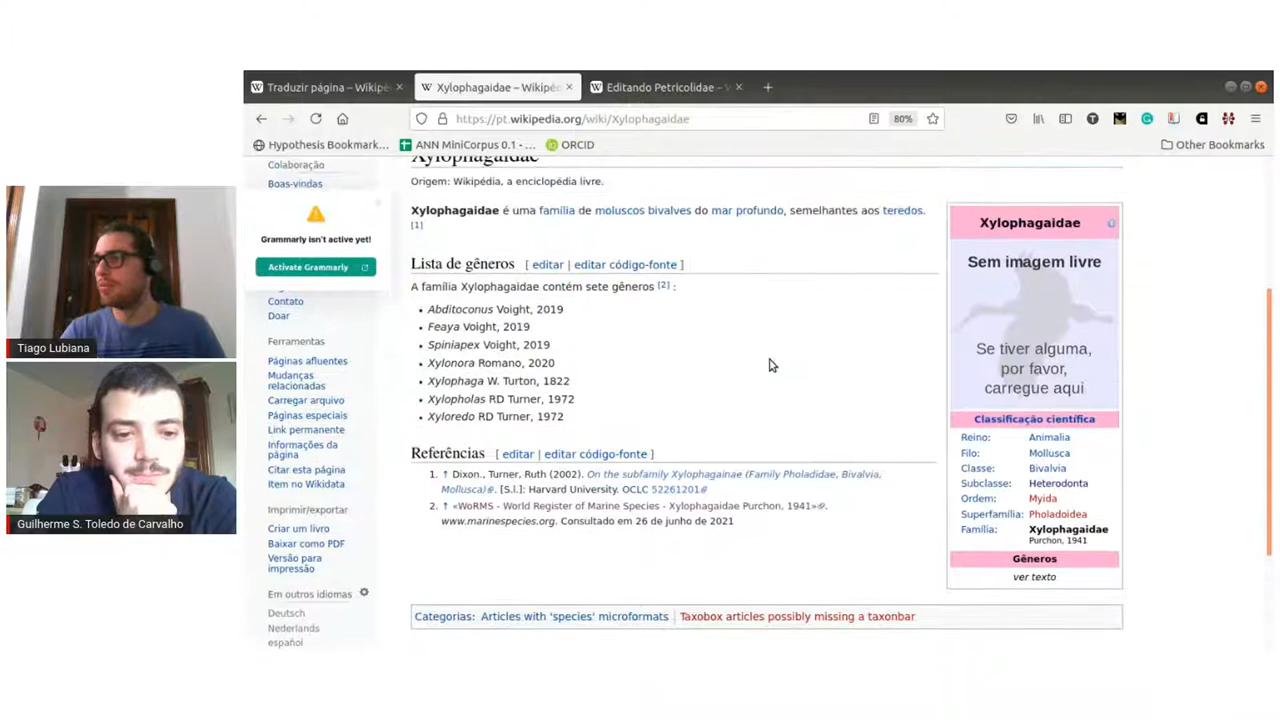 Traduzir página – Wikipé
Xylophagaidae – Wikipéd
Editando Petricolidae –
https://pt.wikipedia.org/wiki/Xylophagaidae
80%
Hypothesis Bookmark...
ANN MiniCorpus 0.1 - ...
ORCID
Other Bookmarks
Colaboração
Boas-vindas
Grammarly isn't active yet!
Activate Grammarly
Contato
Doar
Ferramentas
Páginas afluentes
Mudanças
relacionadas
Carregar arquivo
Páginas especiais
Link permanente
Informações da
página
Citar esta página
Item no Wikidata
Imprimir/exportar
Criar um livro
Baixar como PDF
Versão para
impressão
Em outros idiomas
Deutsch
Nederlands
español
Xylophagaidae
Origem: Wikipédia, a enciclopédia livre.
Xylophagaidae é uma família de moluscos bivalves do mar profundo, semelhantes aos teredos.
[1]
Lista de gêneros [ editar | editar código-fonte ]
A família Xylophagaidae contém sete gêneros [2] :
• Abditoconus Voight, 2019
• Feaya Voight, 2019
• Spiniapex Voight, 2019
• Xylonora Romano, 2020
• Xylophaga W. Turton, 1822
• Xylopholas RD Turner, 1972
• Xyloredo RD Turner, 1972
Referências [ editar | editar código-fonte ]
1. ↑ Dixon., Turner, Ruth (2002). On the subfamily Xylophagainae (Family Pholadidae, Bivalvia,
Mollusca). [S.l.]: Harvard University. OCLC 52261201
2. ↑ «WoRMS - World Register of Marine Species - Xylophagaidae Purchon, 1941».
www.marinespecies.org. Consultado em 26 de junho de 2021
Categorias: Articles with 'species' microformats | Taxobox articles possibly missing a taxonbar
Xylophagaidae
Sem imagem livre
Se tiver alguma,
por favor,
carregue aqui
Classificação científica
Reino: Animalia
Filo: Mollusca
Classe: Bivalvia
Subclasse: Heterodonta
Ordem: Myida
Superfamília: Pholadoidea
Família: Xylophagaidae
Purchon, 1941
Gêneros
ver texto
Tiago Lubiana
Guilherme S. Toledo de Carvalho